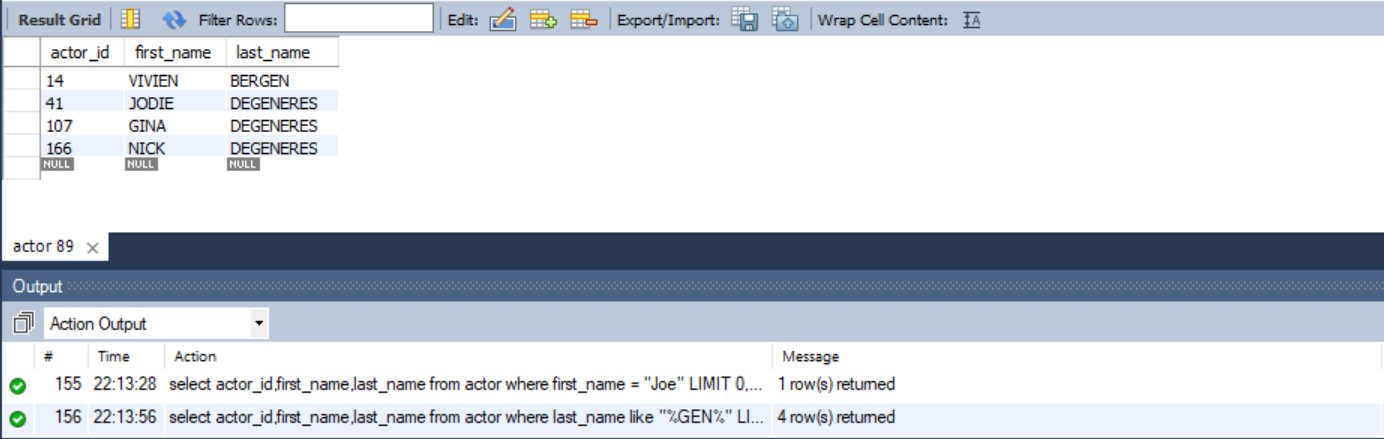 Result Grid Filter Rows: Edit: Export/Import: Wrap Cell Content: IA
actor_id first_name last_name
14 VIVIEN BERGEN
41 JODIE DEGENERES
107 GINA DEGENERES
166 NICK DEGENERES
NULL NULL NULL
actor 89 ×
Output
Action Output
# Time Action Message
155 22:13:28 select actor_id,first_name,last_name from actor where first_name = "Joe" LIMIT 0,... 1 row(s) returned
156 22:13:56 select actor_id,first_name,last_name from actor where last_name like "%GEN%" LI... 4 row(s) returned